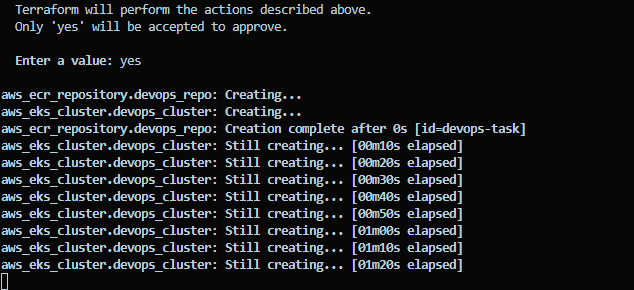 Terraform will perform the actions described above.
Only 'yes' will be accepted to approve.
Enter a value: yes
aws_ecr_repository.devops_repo: Creating...
aws_eks_cluster.devops_cluster: Creating...
aws_ecr_repository.devops_repo: Creation complete after 0s [id=devops-task]
aws_eks_cluster.devops_cluster: Still creating... [00m10s elapsed]
aws_eks_cluster.devops_cluster: Still creating... [00m20s elapsed]
aws_eks_cluster.devops_cluster: Still creating... [00m30s elapsed]
aws_eks_cluster.devops_cluster: Still creating... [00m40s elapsed]
aws_eks_cluster.devops_cluster: Still creating... [00m50s elapsed]
aws_eks_cluster.devops_cluster: Still creating... [01m00s elapsed]
aws_eks_cluster.devops_cluster: Still creating... [01m10s elapsed]
aws_eks_cluster.devops_cluster: Still creating... [01m20s elapsed]